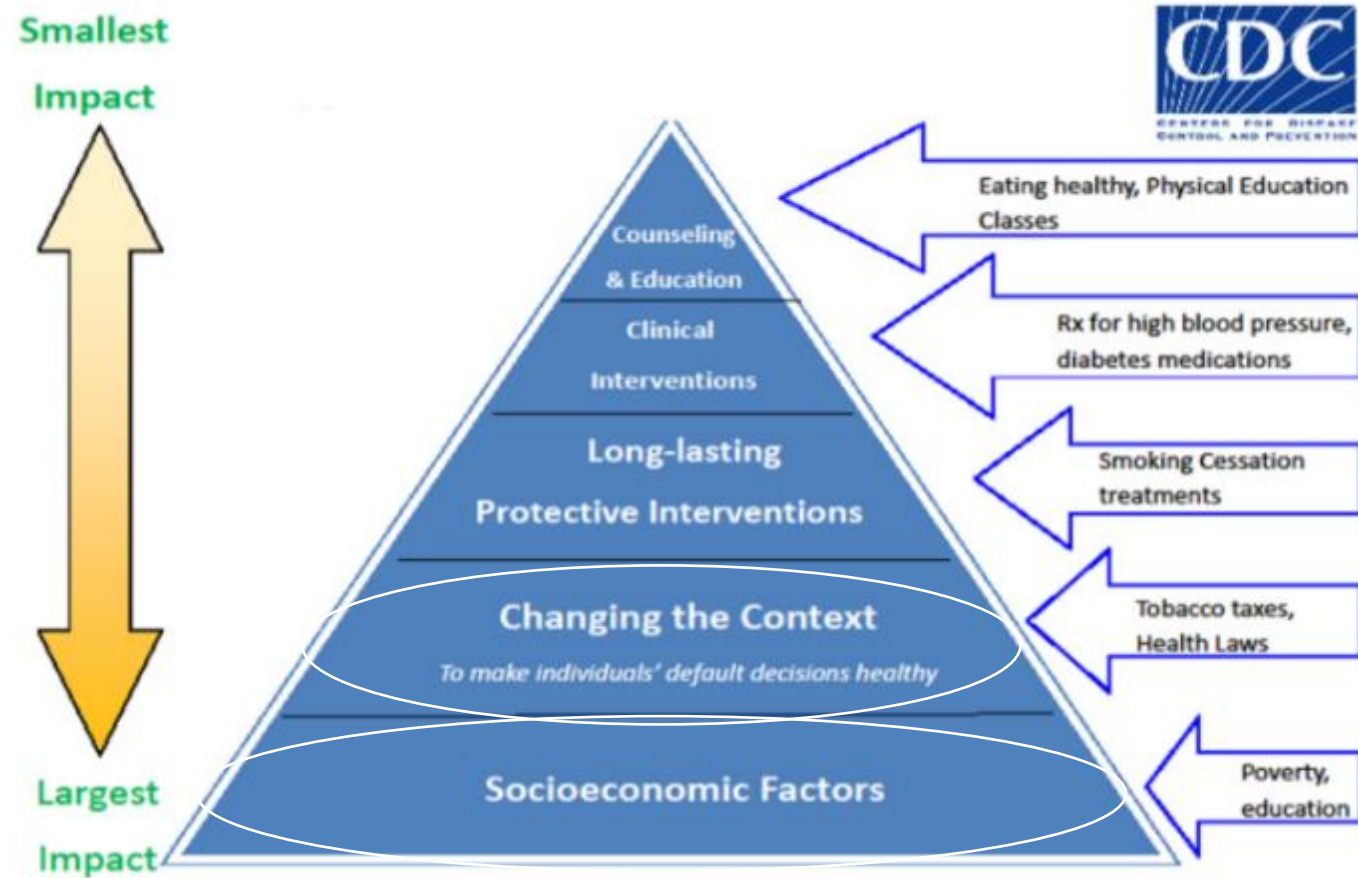 Smallest
Impact
CDC
CENTERS FOR DISEASE
CONTROL AND PREVENTION
Eating healthy, Physical Education
Classes
Counseling
& Education
Rx for high blood pressure,
diabetes medications
Clinical
Interventions
Long-lasting
Protective Interventions
Smoking Cessation
treatments
Changing the Context
To make individuals' default decisions healthy
Tobacco taxes,
Health Laws
Socioeconomic Factors
Poverty,
education
Largest
Impact